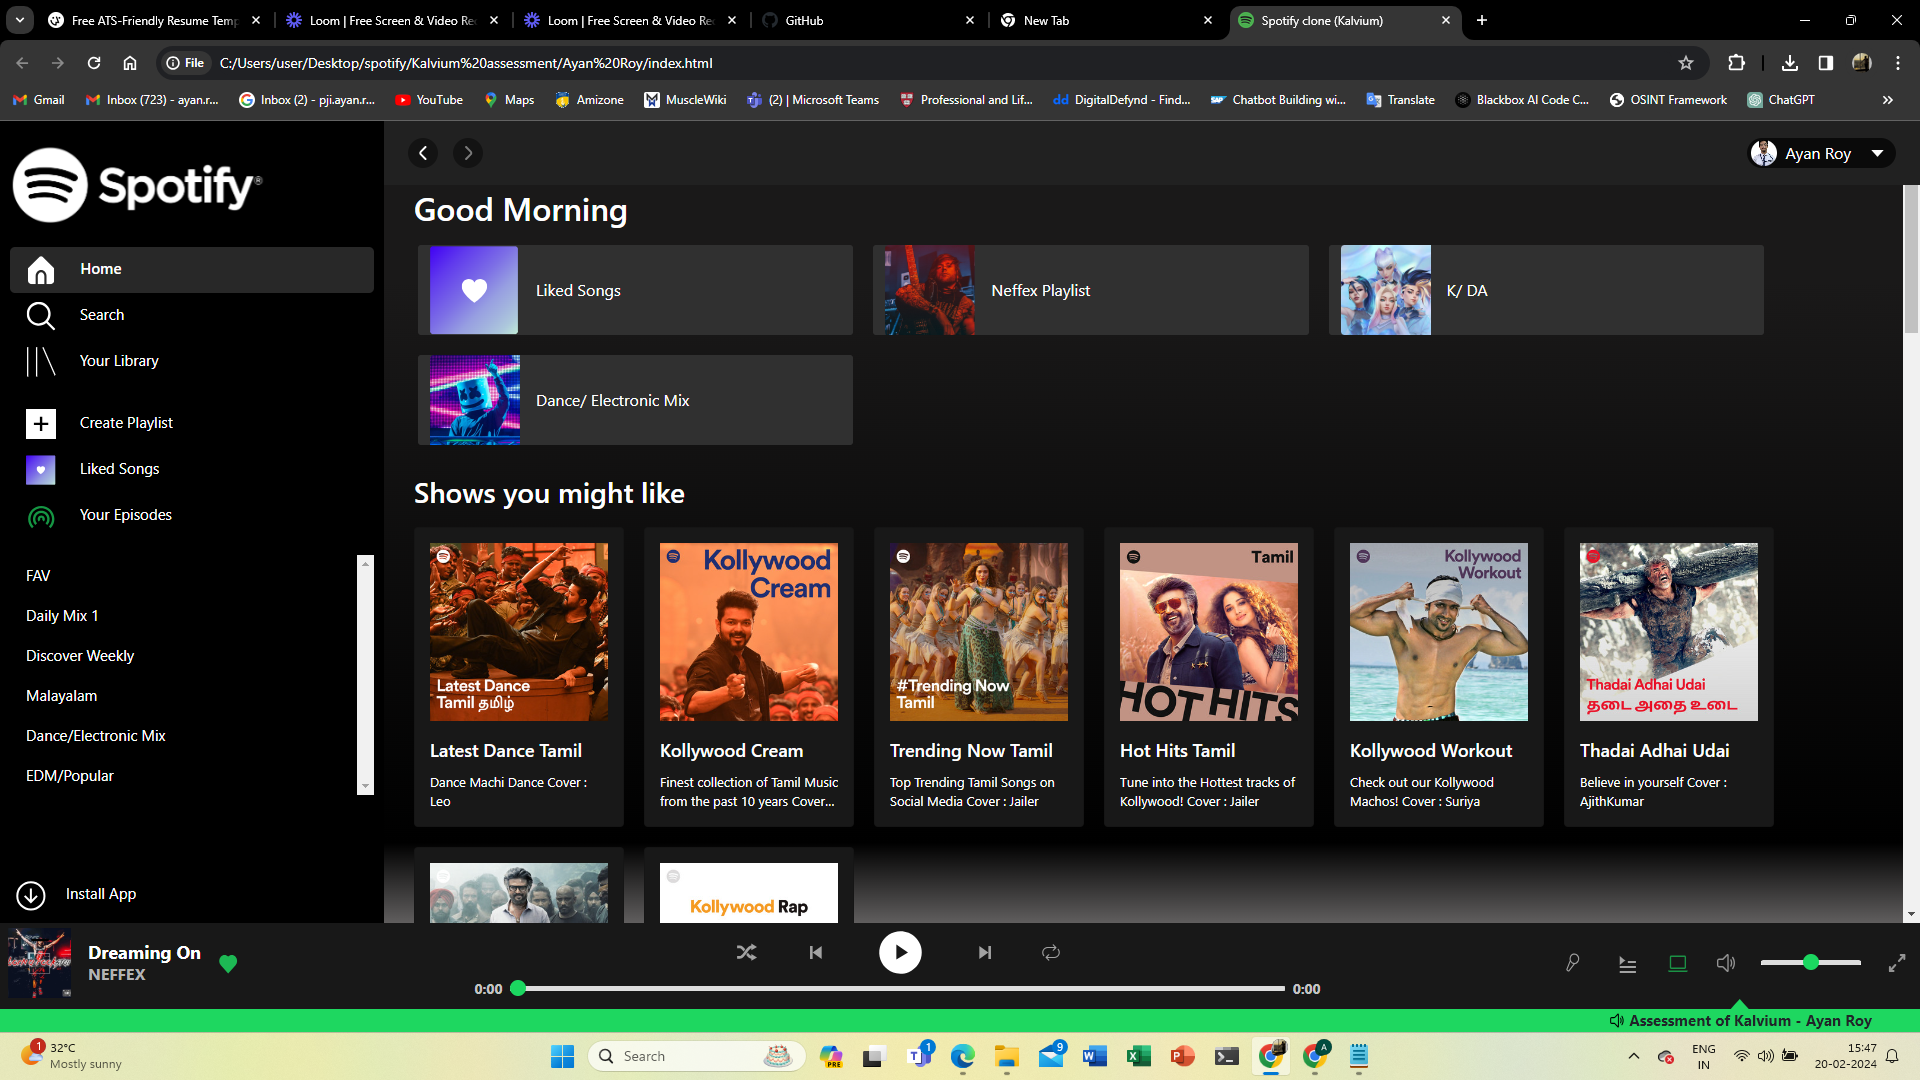 Free ATS-Friendly Resume Temp
Loom | Free Screen & Video Re
Loom | Free Screen & Video Re
GitHub
New Tab
Spotify clone (Kalvium)
File
C:/Users/user/Desktop/spotify/Kalvium%20assessment/Ayan%20Roy/index.html
Gmail
Inbox (723) - ayan.r...
Inbox (2) - pji.ayan.r...
YouTube
Maps
Amizone
MuscleWiki
(2) | Microsoft Teams
Professional and Lif...
dd DigitalDefynd - Find...
Chatbot Building wi...
Translate
Blackbox AI Code C...
OSINT Framework
ChatGPT
Spotify®
Ayan Roy
Home
Search
Your Library
Create Playlist
Liked Songs
Your Episodes
FAV
Daily Mix 1
Discover Weekly
Malayalam
Dance/Electronic Mix
EDM/Popular
Install App
Good Morning
Liked Songs
Neffex Playlist
K/ DA
Dance/ Electronic Mix
Shows you might like
Latest Dance
Tamil தமிழ்
Latest Dance Tamil
Dance Machi Dance Cover :
Leo
Kollywood
Cream
Kollywood Cream
Finest collection of Tamil Music
from the past 10 years Cover...
#Trending Now
Tamil
Trending Now Tamil
Top Trending Tamil Songs on
Social Media Cover : Jailer
Tamil
HOT HITS
Hot Hits Tamil
Tune into the Hottest tracks of
Kollywood! Cover : Jailer
Kollywood
Workout
Kollywood Workout
Check out our Kollywood
Machos! Cover : Suriya
Thadai Adhai Udai
தடை அதை உடை
Thadai Adhai Udai
Believe in yourself Cover :
AjithKumar
Kollywood Rap
Dreaming On
NEFFEX
0:00
0:00
Assessment of Kalvium - Ayan Roy
1
32°C
Mostly sunny
Search
PRE
1
9
A
ENG
IN
15:47
20-02-2024